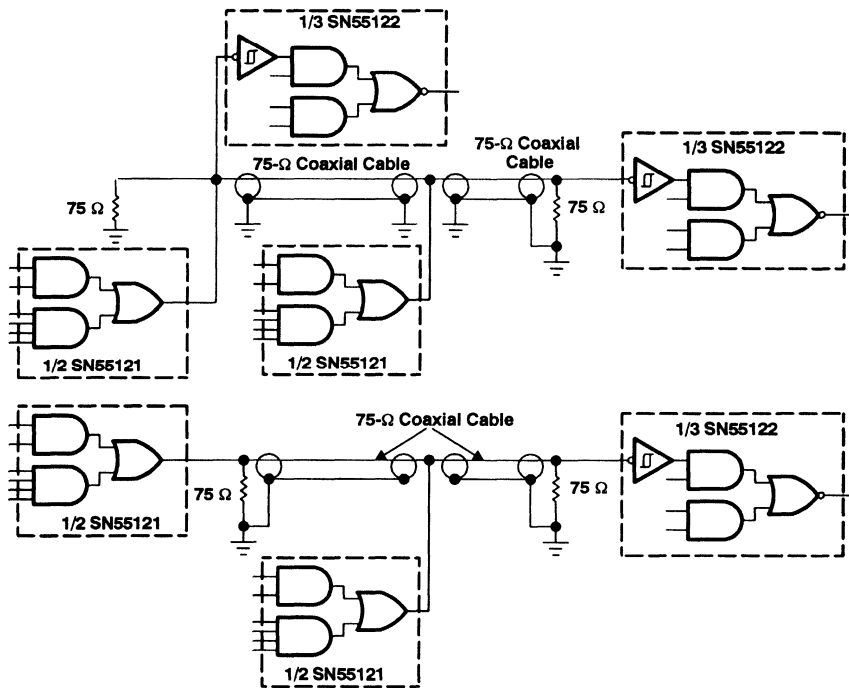 1/3 SN55122
75-Ω Coaxial Cable
75-Ω Coaxial
Cable
1/3 SN55122
75 Ω
75 Ω
1/2 SN55121
1/2 SN55121
75-Ω Coaxial Cable
1/3 SN55122
75 Ω
75 Ω
1/2 SN55121
1/2 SN55121